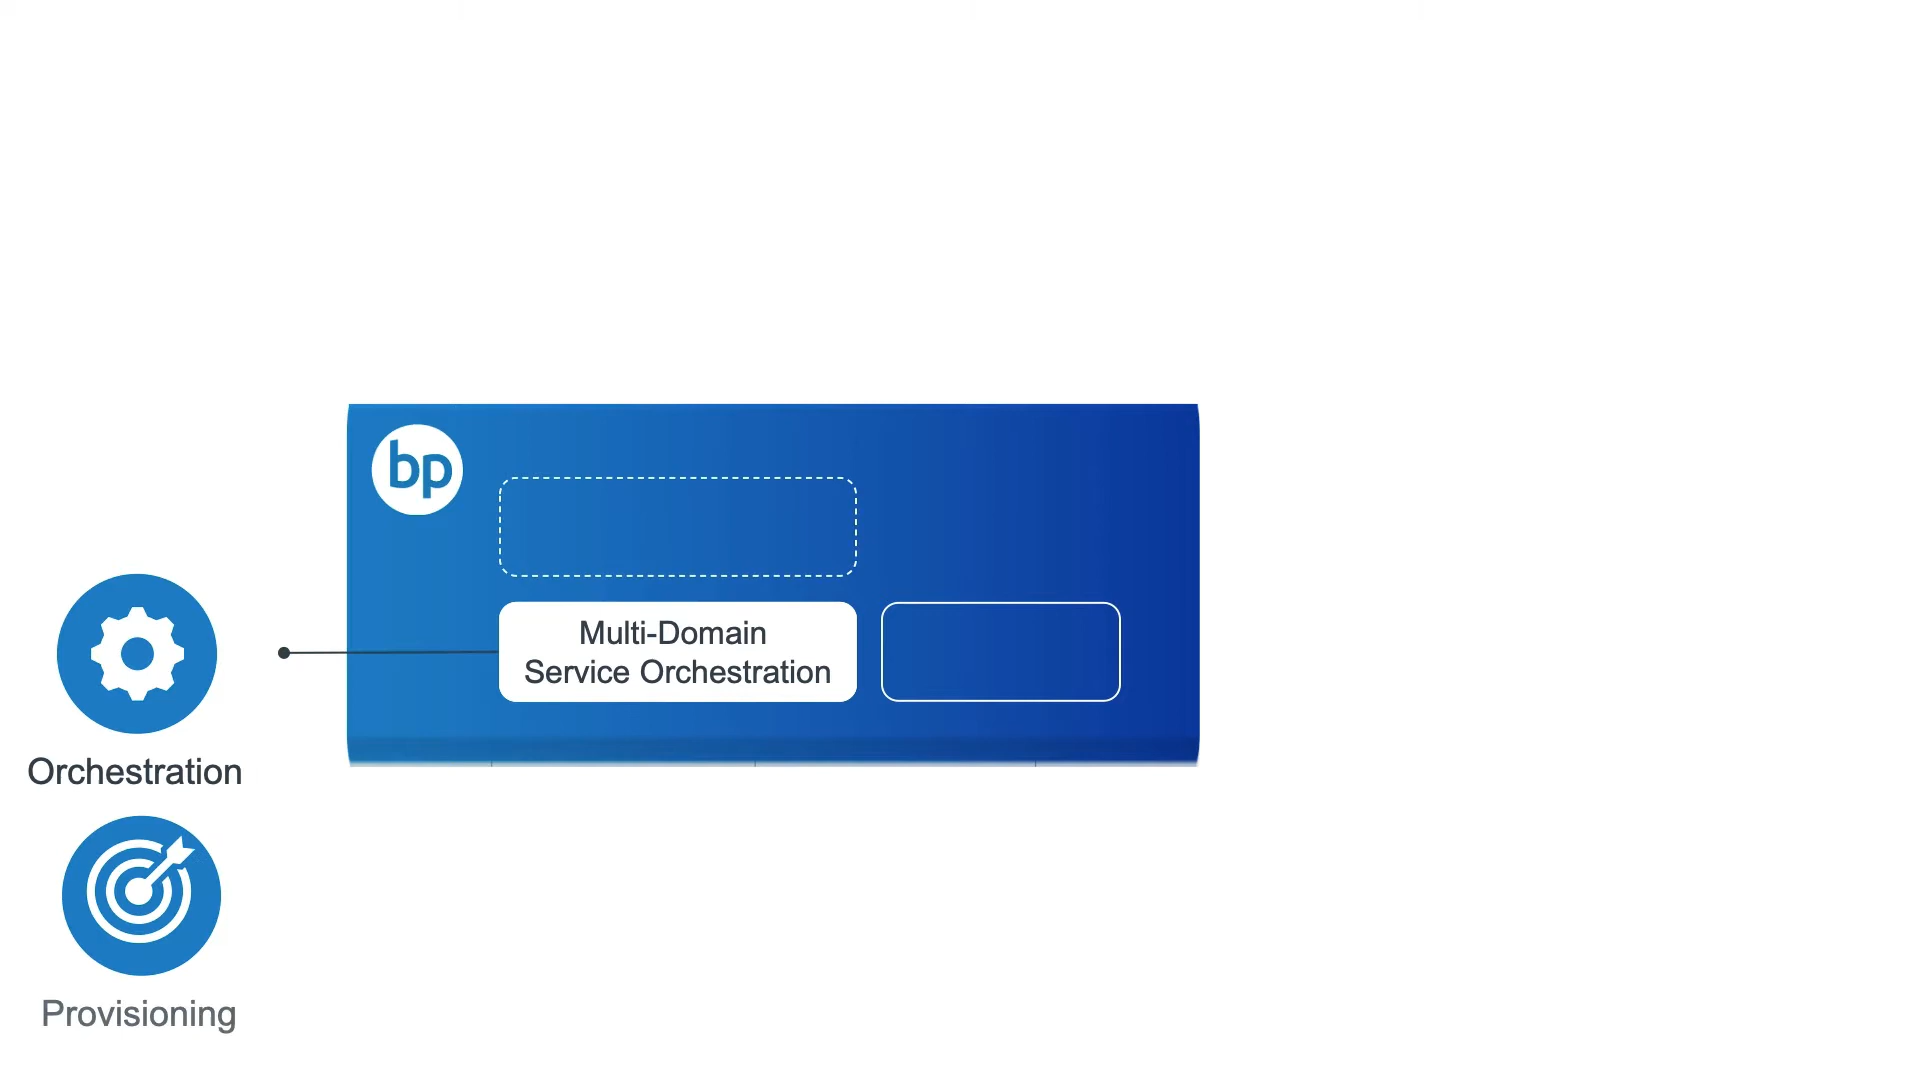 bp
Multi-Domain
Service Orchestration
Orchestration
Provisioning